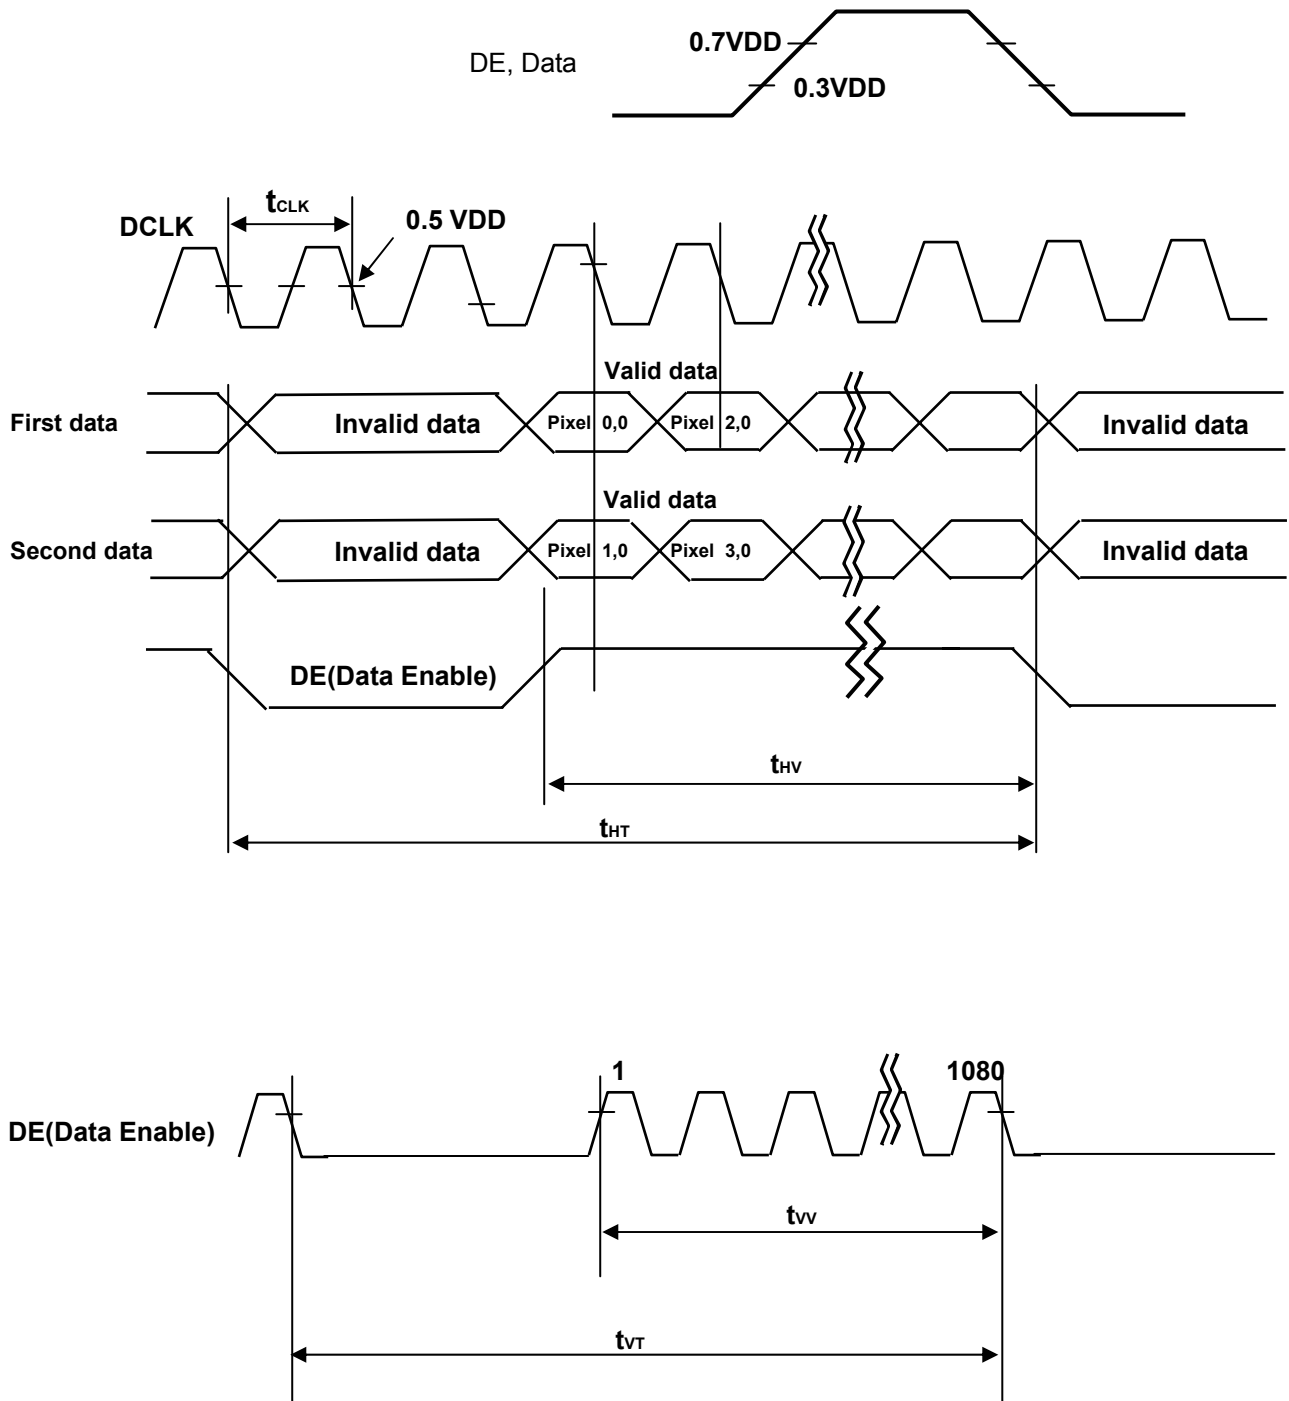 DE, Data
0.7VDD
0.3VDD
DCLK
tCLK
0.5 VDD
Valid data
First data
Invalid data
Pixel 0,0
Pixel 2,0
Invalid data
Valid data
Second data
Invalid data
Pixel 1,0
Pixel 3,0
Invalid data
DE(Data Enable)
tHV
tHT
1
1080
DE(Data Enable)
tVV
tVT